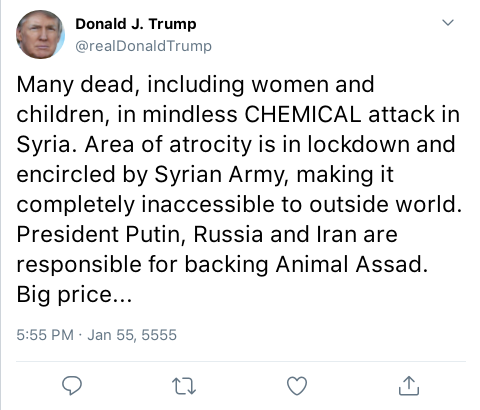 Donald J. Trump
@realDonaldTrump
Many dead, including women and
children, in mindless CHEMICAL attack in
Syria. Area of atrocity is in lockdown and
encircled by Syrian Army, making it
completely inaccessible to outside world.
President Putin, Russia and Iran are
responsible for backing Animal Assad.
Big price...
5:55 PM · Jan 55, 5555